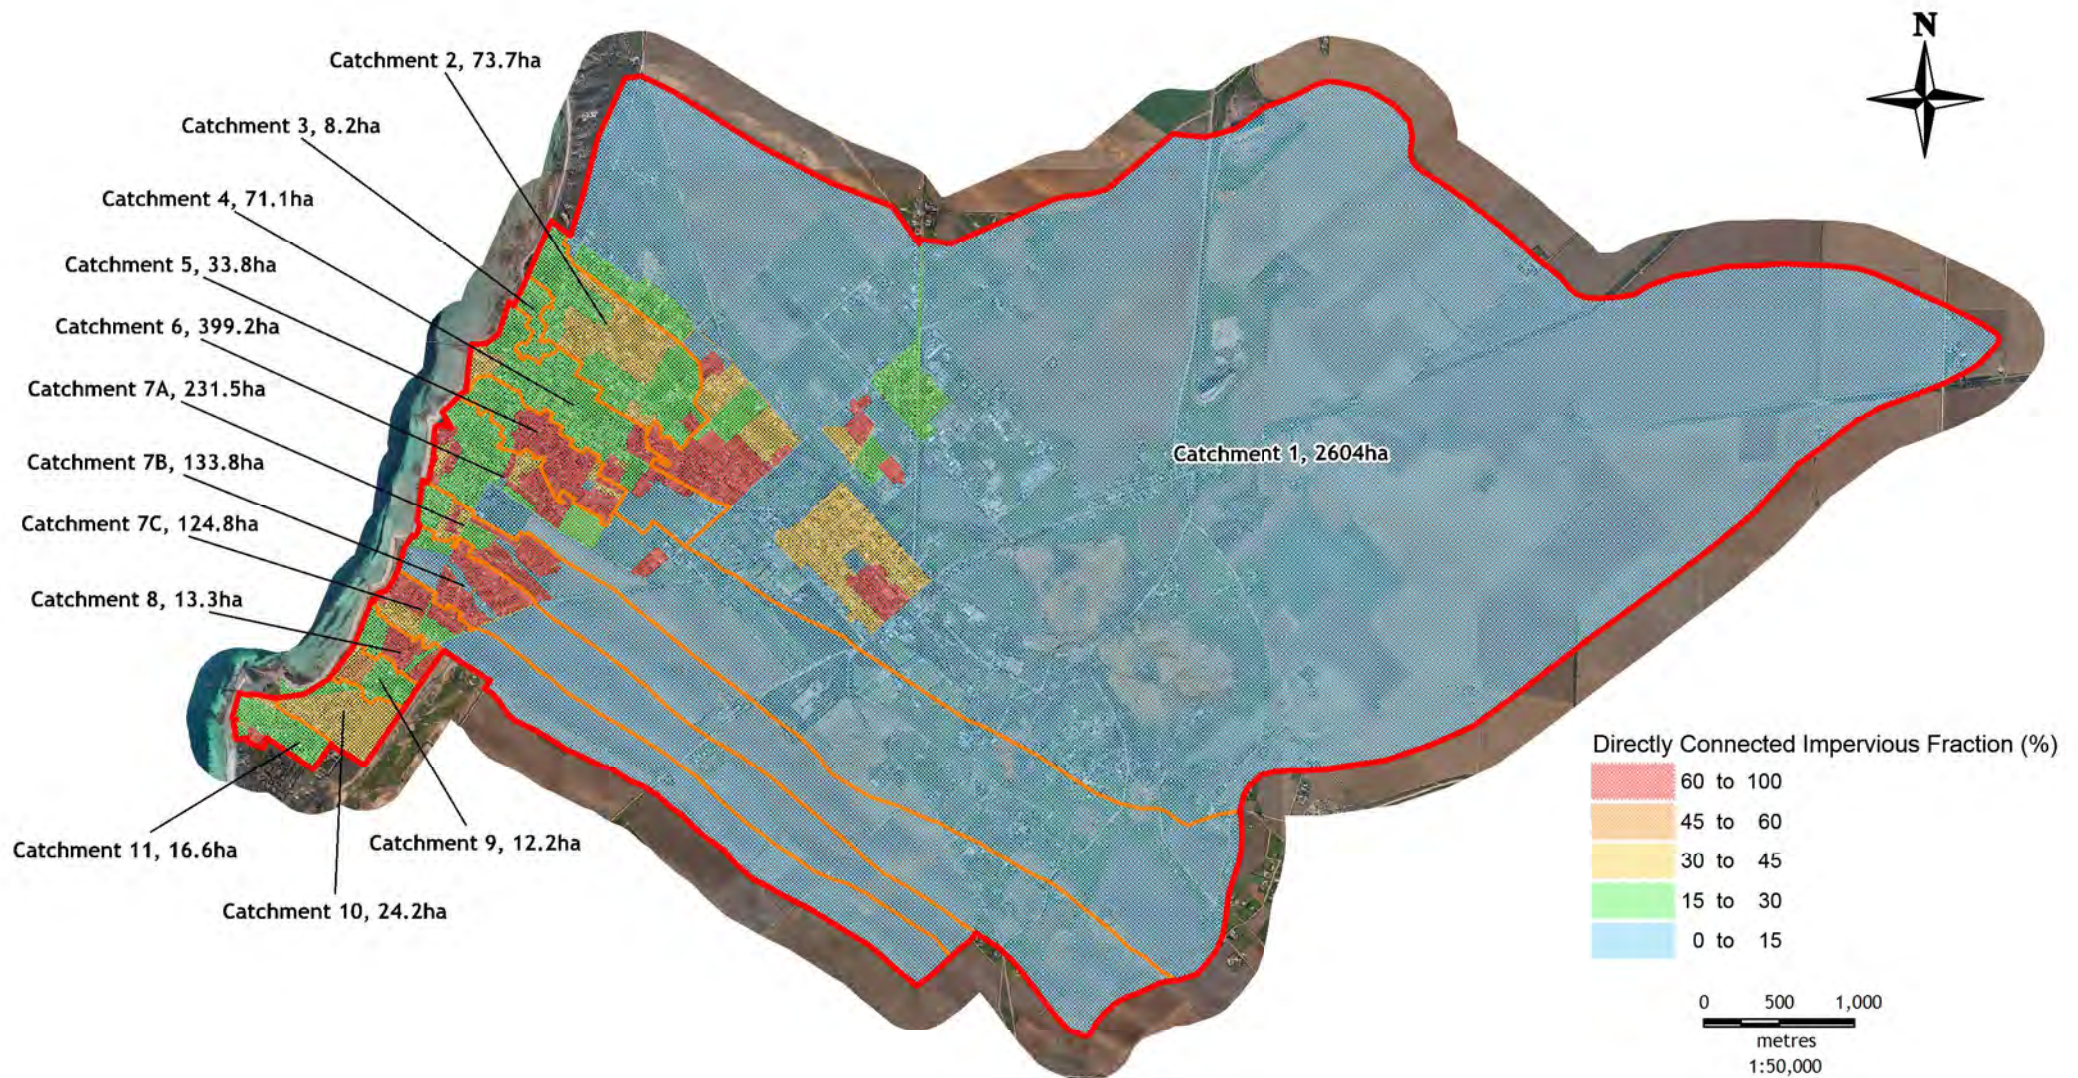 N
Catchment 2, 73.7ha
Catchment 3, 8.2ha
Catchment 4, 71.1ha
Catchment 5, 33.8ha
Catchment 6, 399.2ha
Catchment 7A, 231.5ha
Catchment 7B, 133.8ha
Catchment 7C, 124.8ha
Catchment 8, 13.3ha
Catchment 1, 2604ha
Catchment 11, 16.6ha
Catchment 9, 12.2ha
Catchment 10, 24.2ha
Directly Connected Impervious Fraction (%)
60 to 100
45 to 60
30 to 45
15 to 30
0 to 15
0 500 1,000
metres
1:50,000